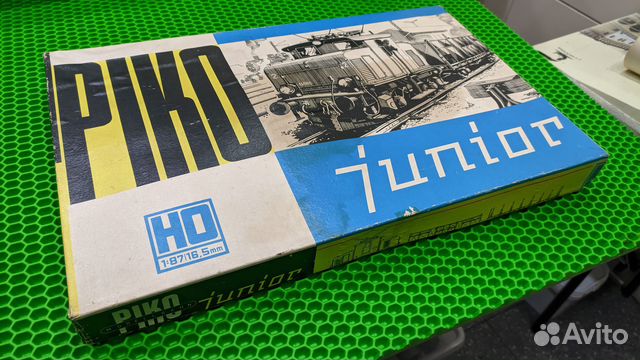 PIKO
junior
HO
1:87/16,5mm
PIKO junior
Avito